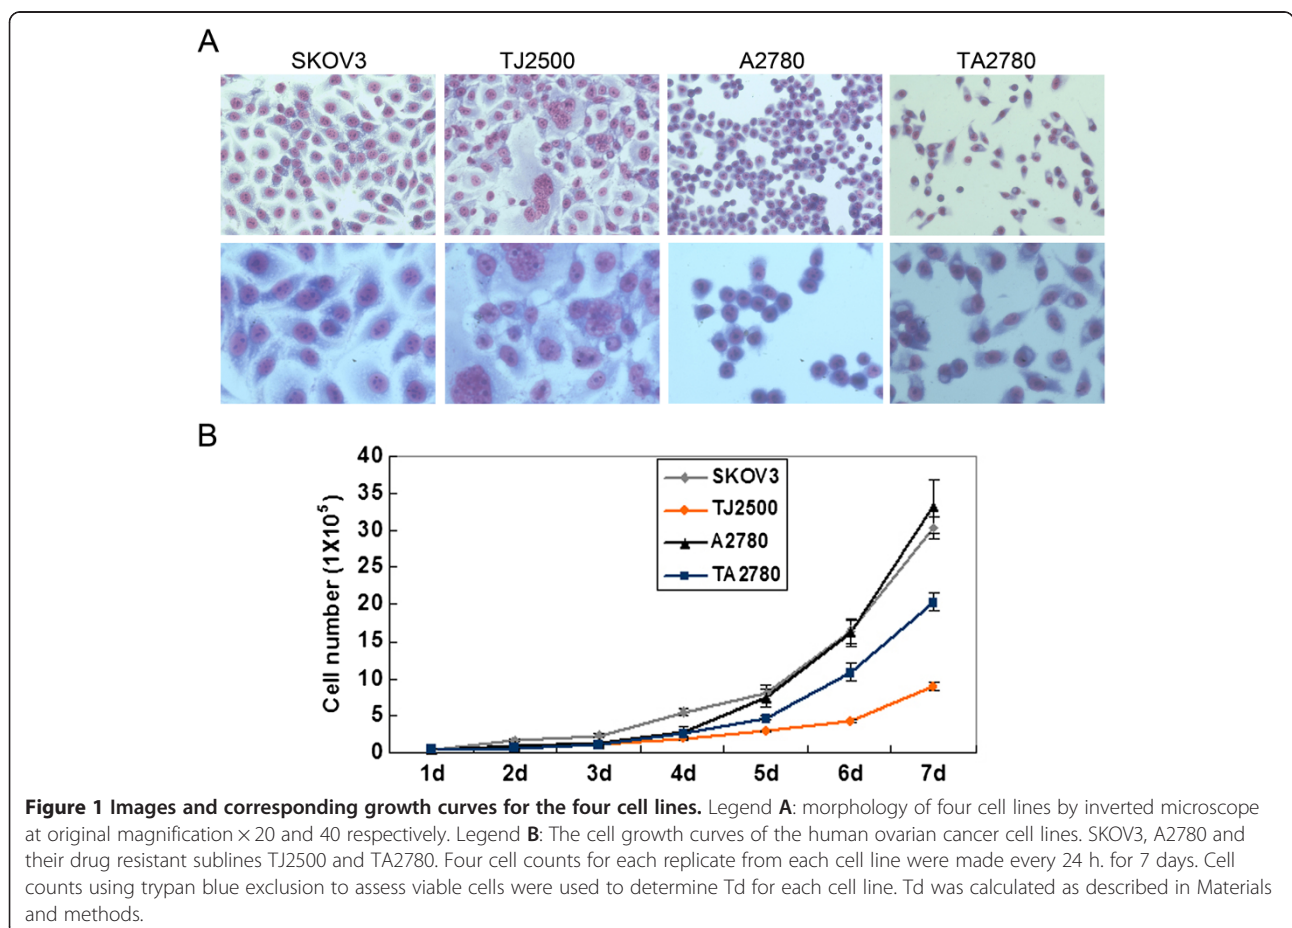 A
SKOV3 TJ2500 A2780 TA2780
B
Cell number (1X10⁵)
40
35
30
25
20
15
10
5
0
SKOV3
TJ2500
A2780
TA2780
1d 2d 3d 4d 5d 6d 7d
Figure 1 Images and corresponding growth curves for the four cell lines. Legend A: morphology of four cell lines by inverted microscope
at original magnification × 20 and 40 respectively. Legend B: The cell growth curves of the human ovarian cancer cell lines. SKOV3, A2780 and
their drug resistant sublines TJ2500 and TA2780. Four cell counts for each replicate from each cell line were made every 24 h. for 7 days. Cell
counts using trypan blue exclusion to assess viable cells were used to determine Td for each cell line. Td was calculated as described in Materials
and methods.